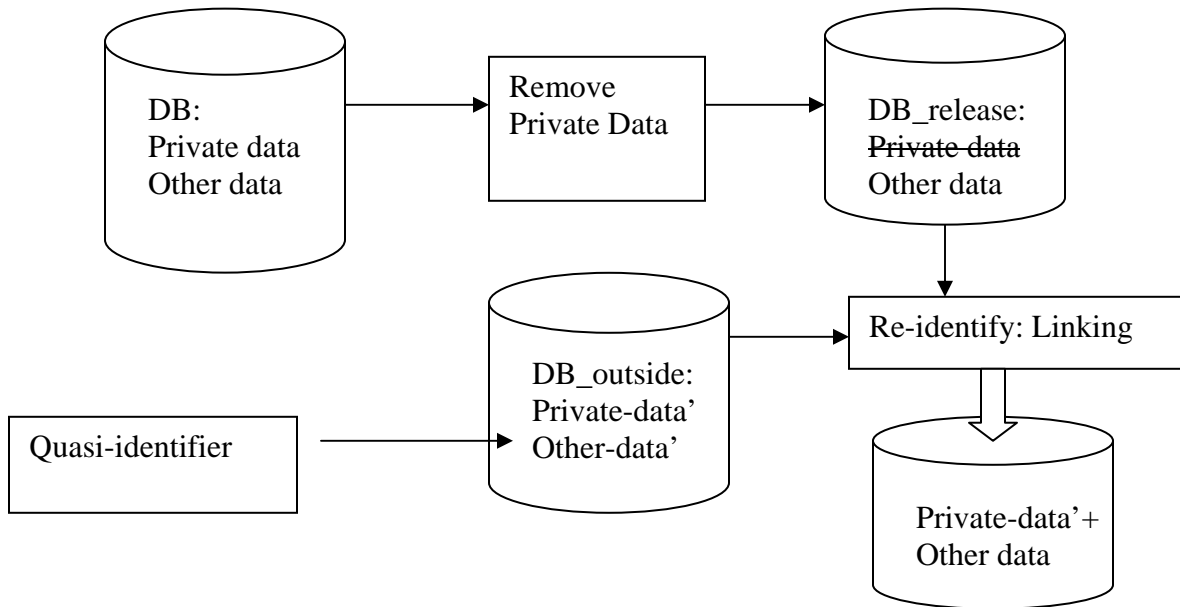 DB:
Private data
Other data
Remove
Private Data
DB_release:
Private data
Other data
DB_outside:
Private-data’
Other-data’
Re-identify: Linking
Quasi-identifier
Private-data’+
Other data